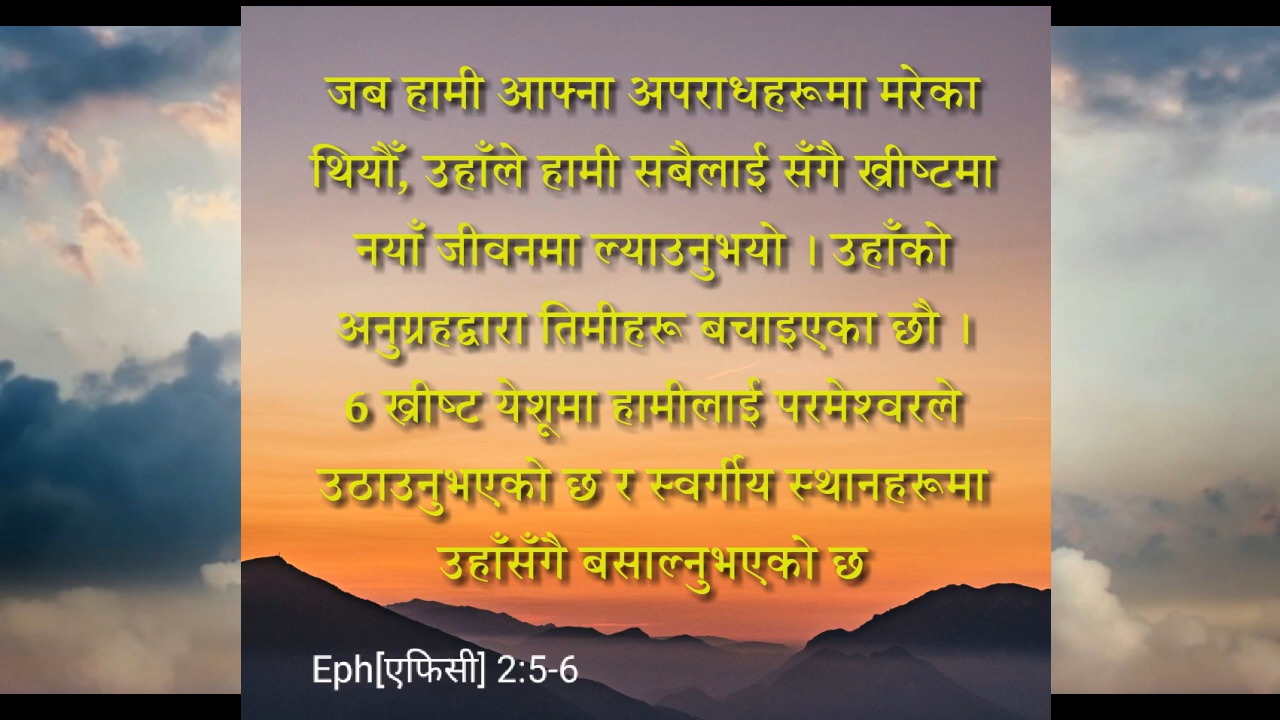 जब हामी आफ्ना अपराधहरूमा मरेका
थियौँ, उहाँले हामी सबैलाई सँगै ख्रीष्टमा
नयाँ जीवनमा ल्याउनुभयो । उहाँको
अनुग्रहद्वारा तिमीहरू बचाइएका छौ ।
6 ख्रीष्ट येशूमा हामीलाई परमेश्वरले
उठाउनुभएको छ र स्वर्गीय स्थानहरूमा
उहाँसँगै बसाल्नुभएको छ
Eph[एफिसी] 2:5-6